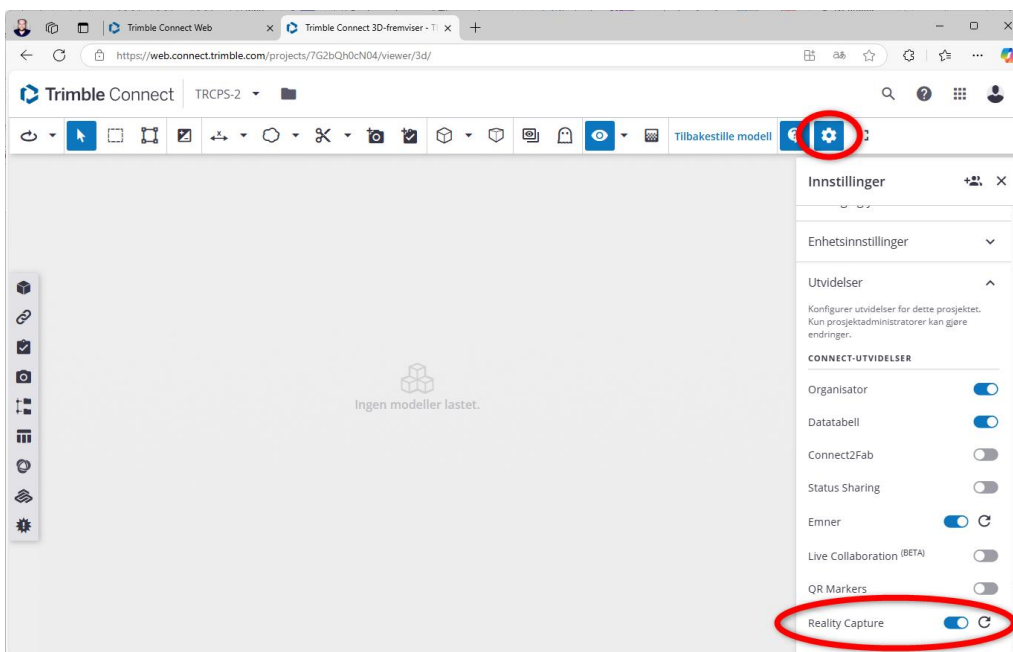 Trimble Connect Web
Trimble Connect 3D-fremviser - T
https://web.connect.trimble.com/projects/7G2bQh0cN04/viewer/3d/
Trimble Connect
TRCPS-2
Tilbakestille modell
Innstillinger
Enhetsinnstillinger
Utvidelser
Konfigurer utvidelser for dette prosjektet.
Kun prosjektadministratorer kan gjøre
endringer.
CONNECT-UTVIDELSER
Organisator
Datatabell
Connect2Fab
Status Sharing
Emner
Live Collaboration (BETA)
QR Markers
Reality Capture
Ingen modeller lastet.